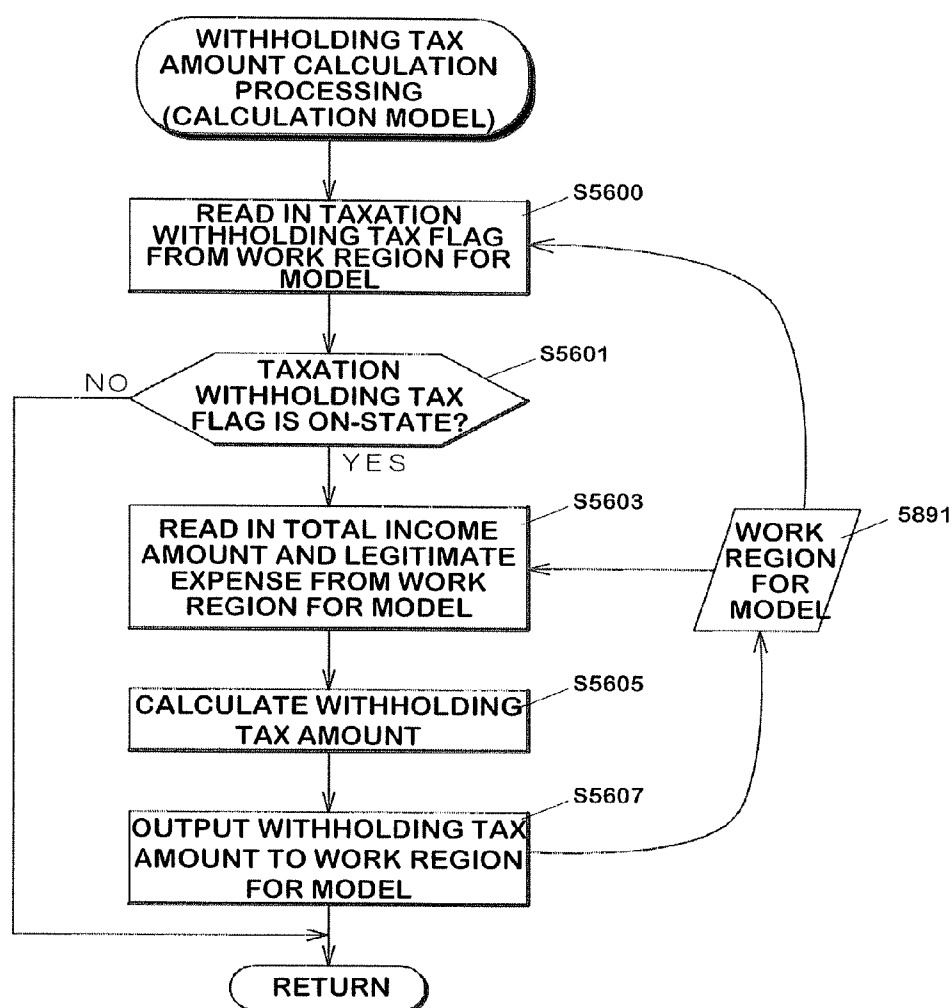 WITHHOLDING TAX
AMOUNT CALCULATION
PROCESSING
(CALCULATION MODEL)
S5600
READ IN TAXATION
WITHHOLDING TAX FLAG
FROM WORK REGION FOR
MODEL
S5601
TAXATION
WITHHOLDING TAX
FLAG IS ON-STATE?
NO
YES
S5603
READ IN TOTAL INCOME
AMOUNT AND LEGITIMATE
EXPENSE FROM WORK
REGION FOR MODEL
5891
WORK
REGION
FOR
MODEL
S5605
CALCULATE WITHHOLDING
TAX AMOUNT
S5607
OUTPUT WITHHOLDING TAX
AMOUNT TO WORK REGION
FOR MODEL
RETURN